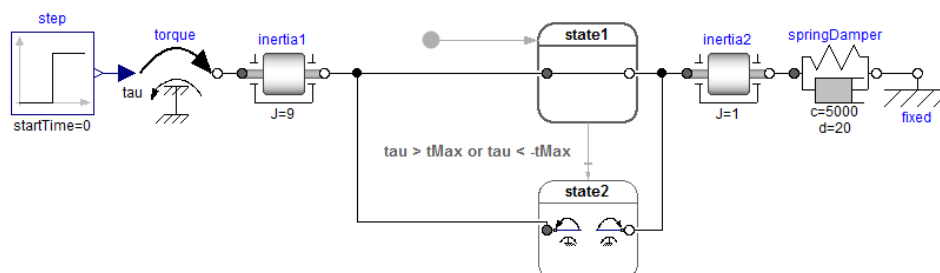 step
torque
inertia1
state1
inertia2
springDamper
tau
startTime=0
J=9
J=1
c=5000
d=20
fixed
tau > tMax or tau < -tMax
state2